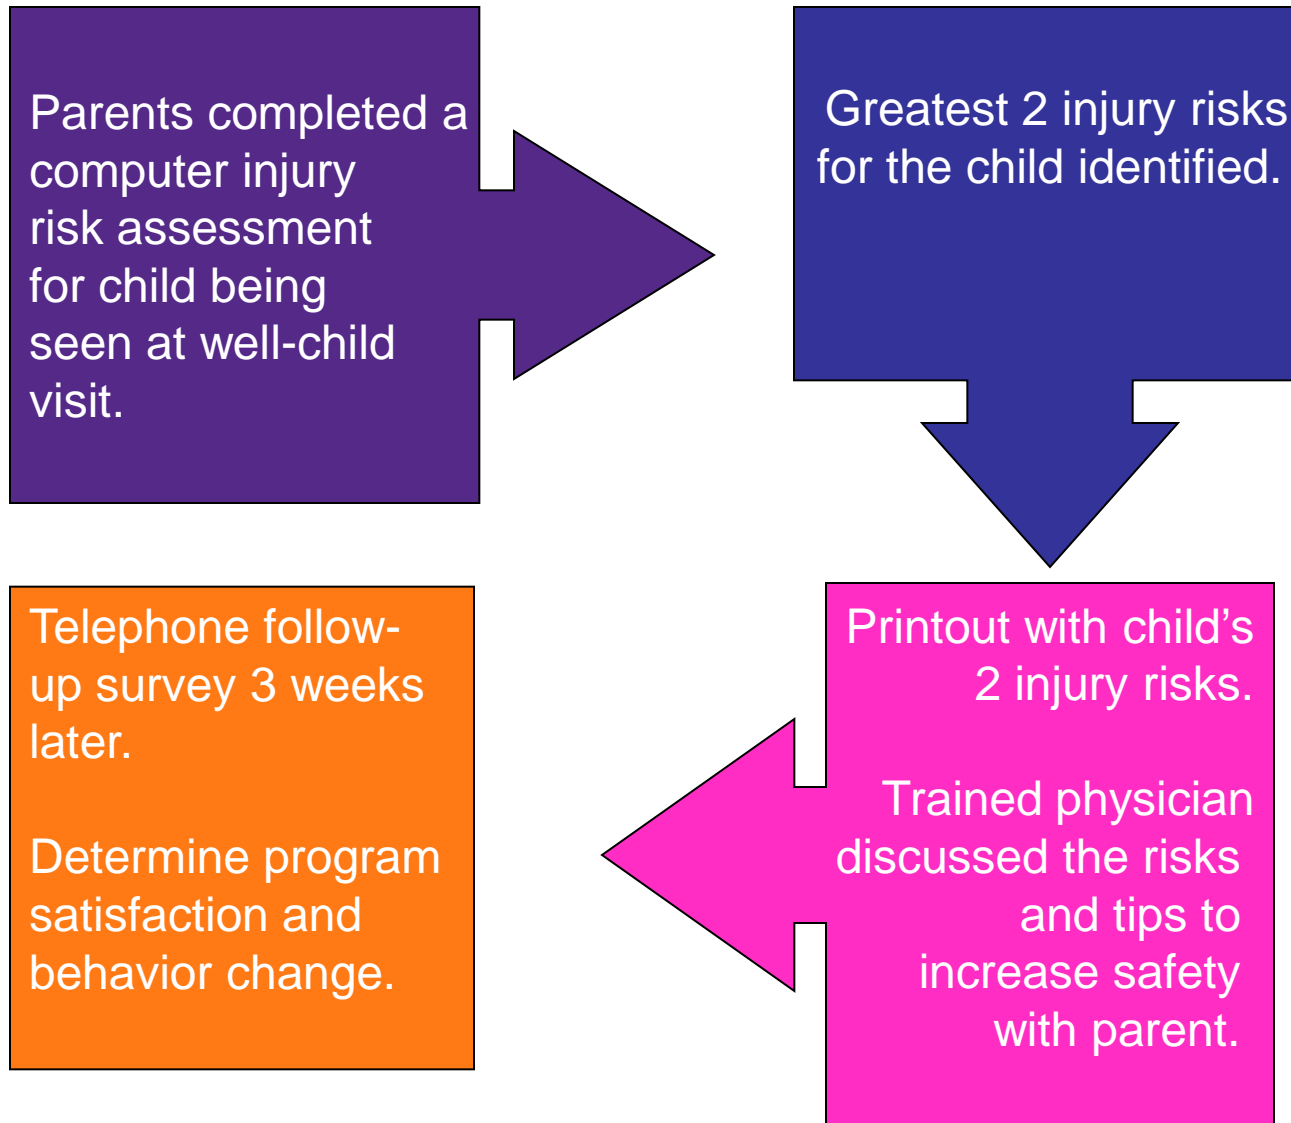 Parents completed a
computer injury
risk assessment
for child being
seen at well-child
visit.
Greatest 2 injury risks
for the child identified.
Printout with child’s
2 injury risks.
Trained physician
discussed the risks
and tips to
increase safety
with parent.
Telephone follow-
up survey 3 weeks
later.
Determine program
satisfaction and
behavior change.